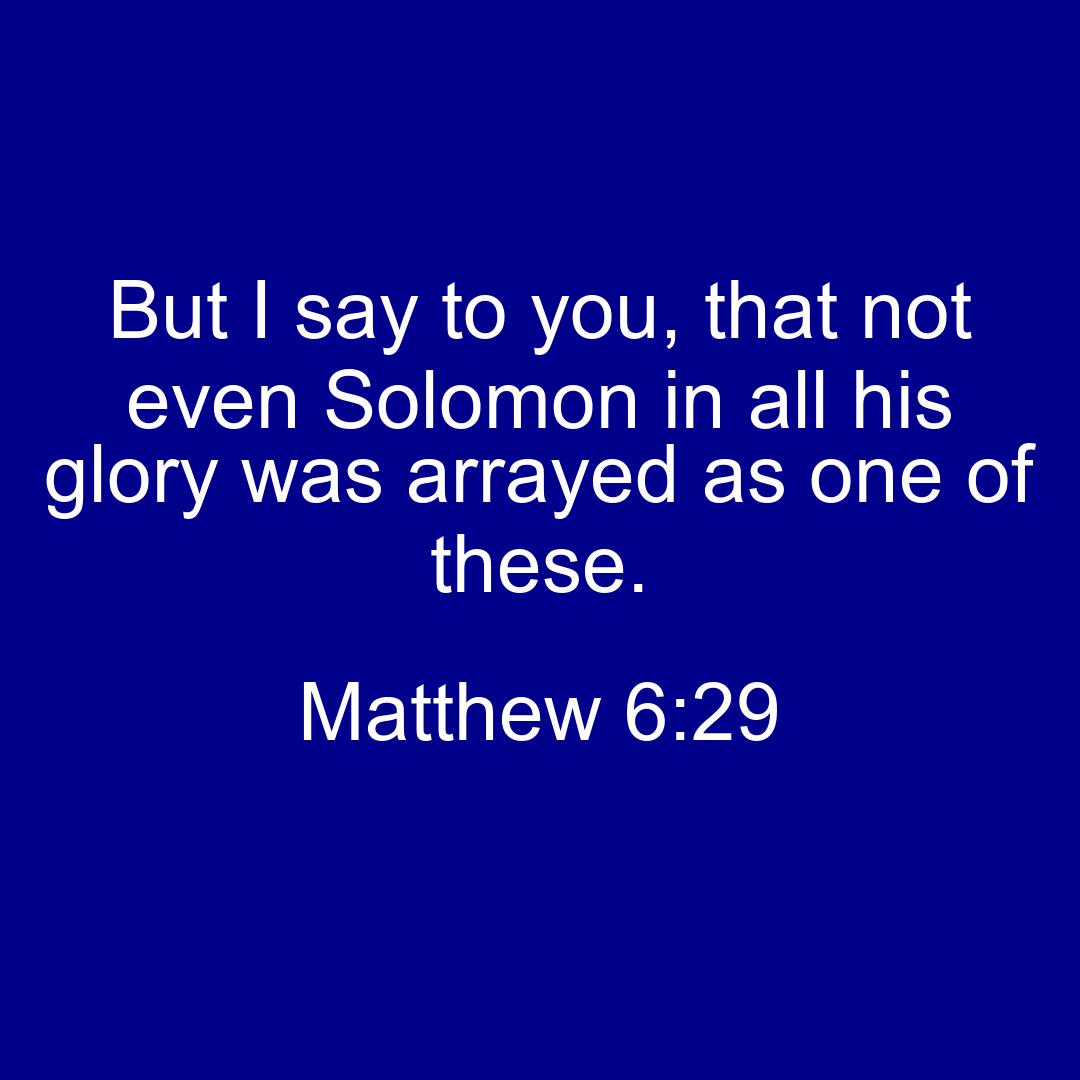 But I say to you, that not
even Solomon in all his
glory was arrayed as one of
these.
Matthew 6:29